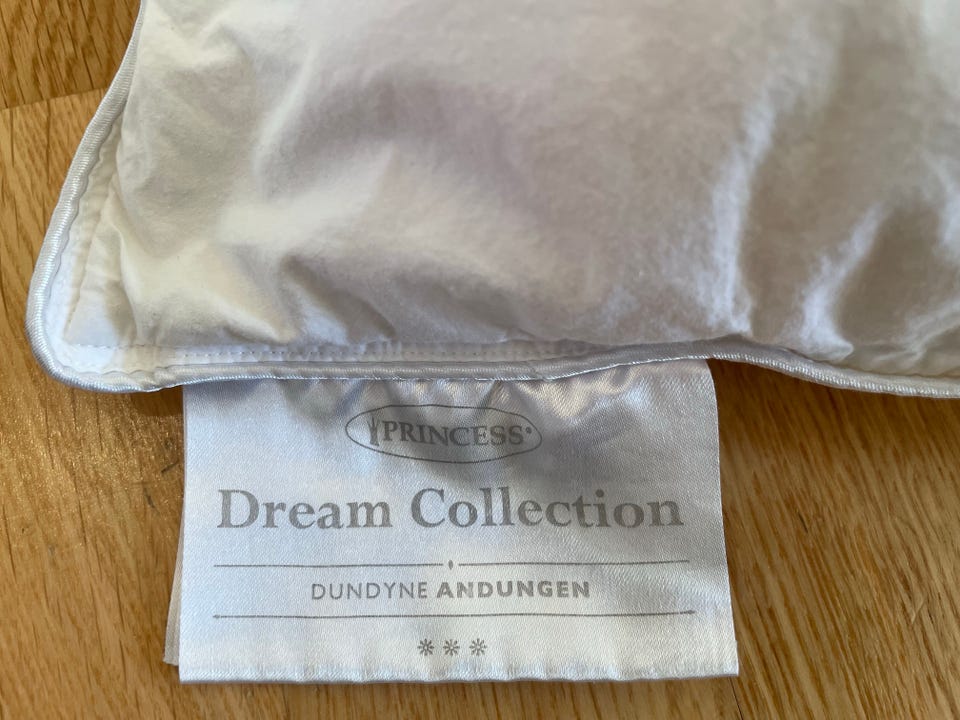 PRINCESS®
Dream Collection
DUNDYNE ANDUNGEN
***